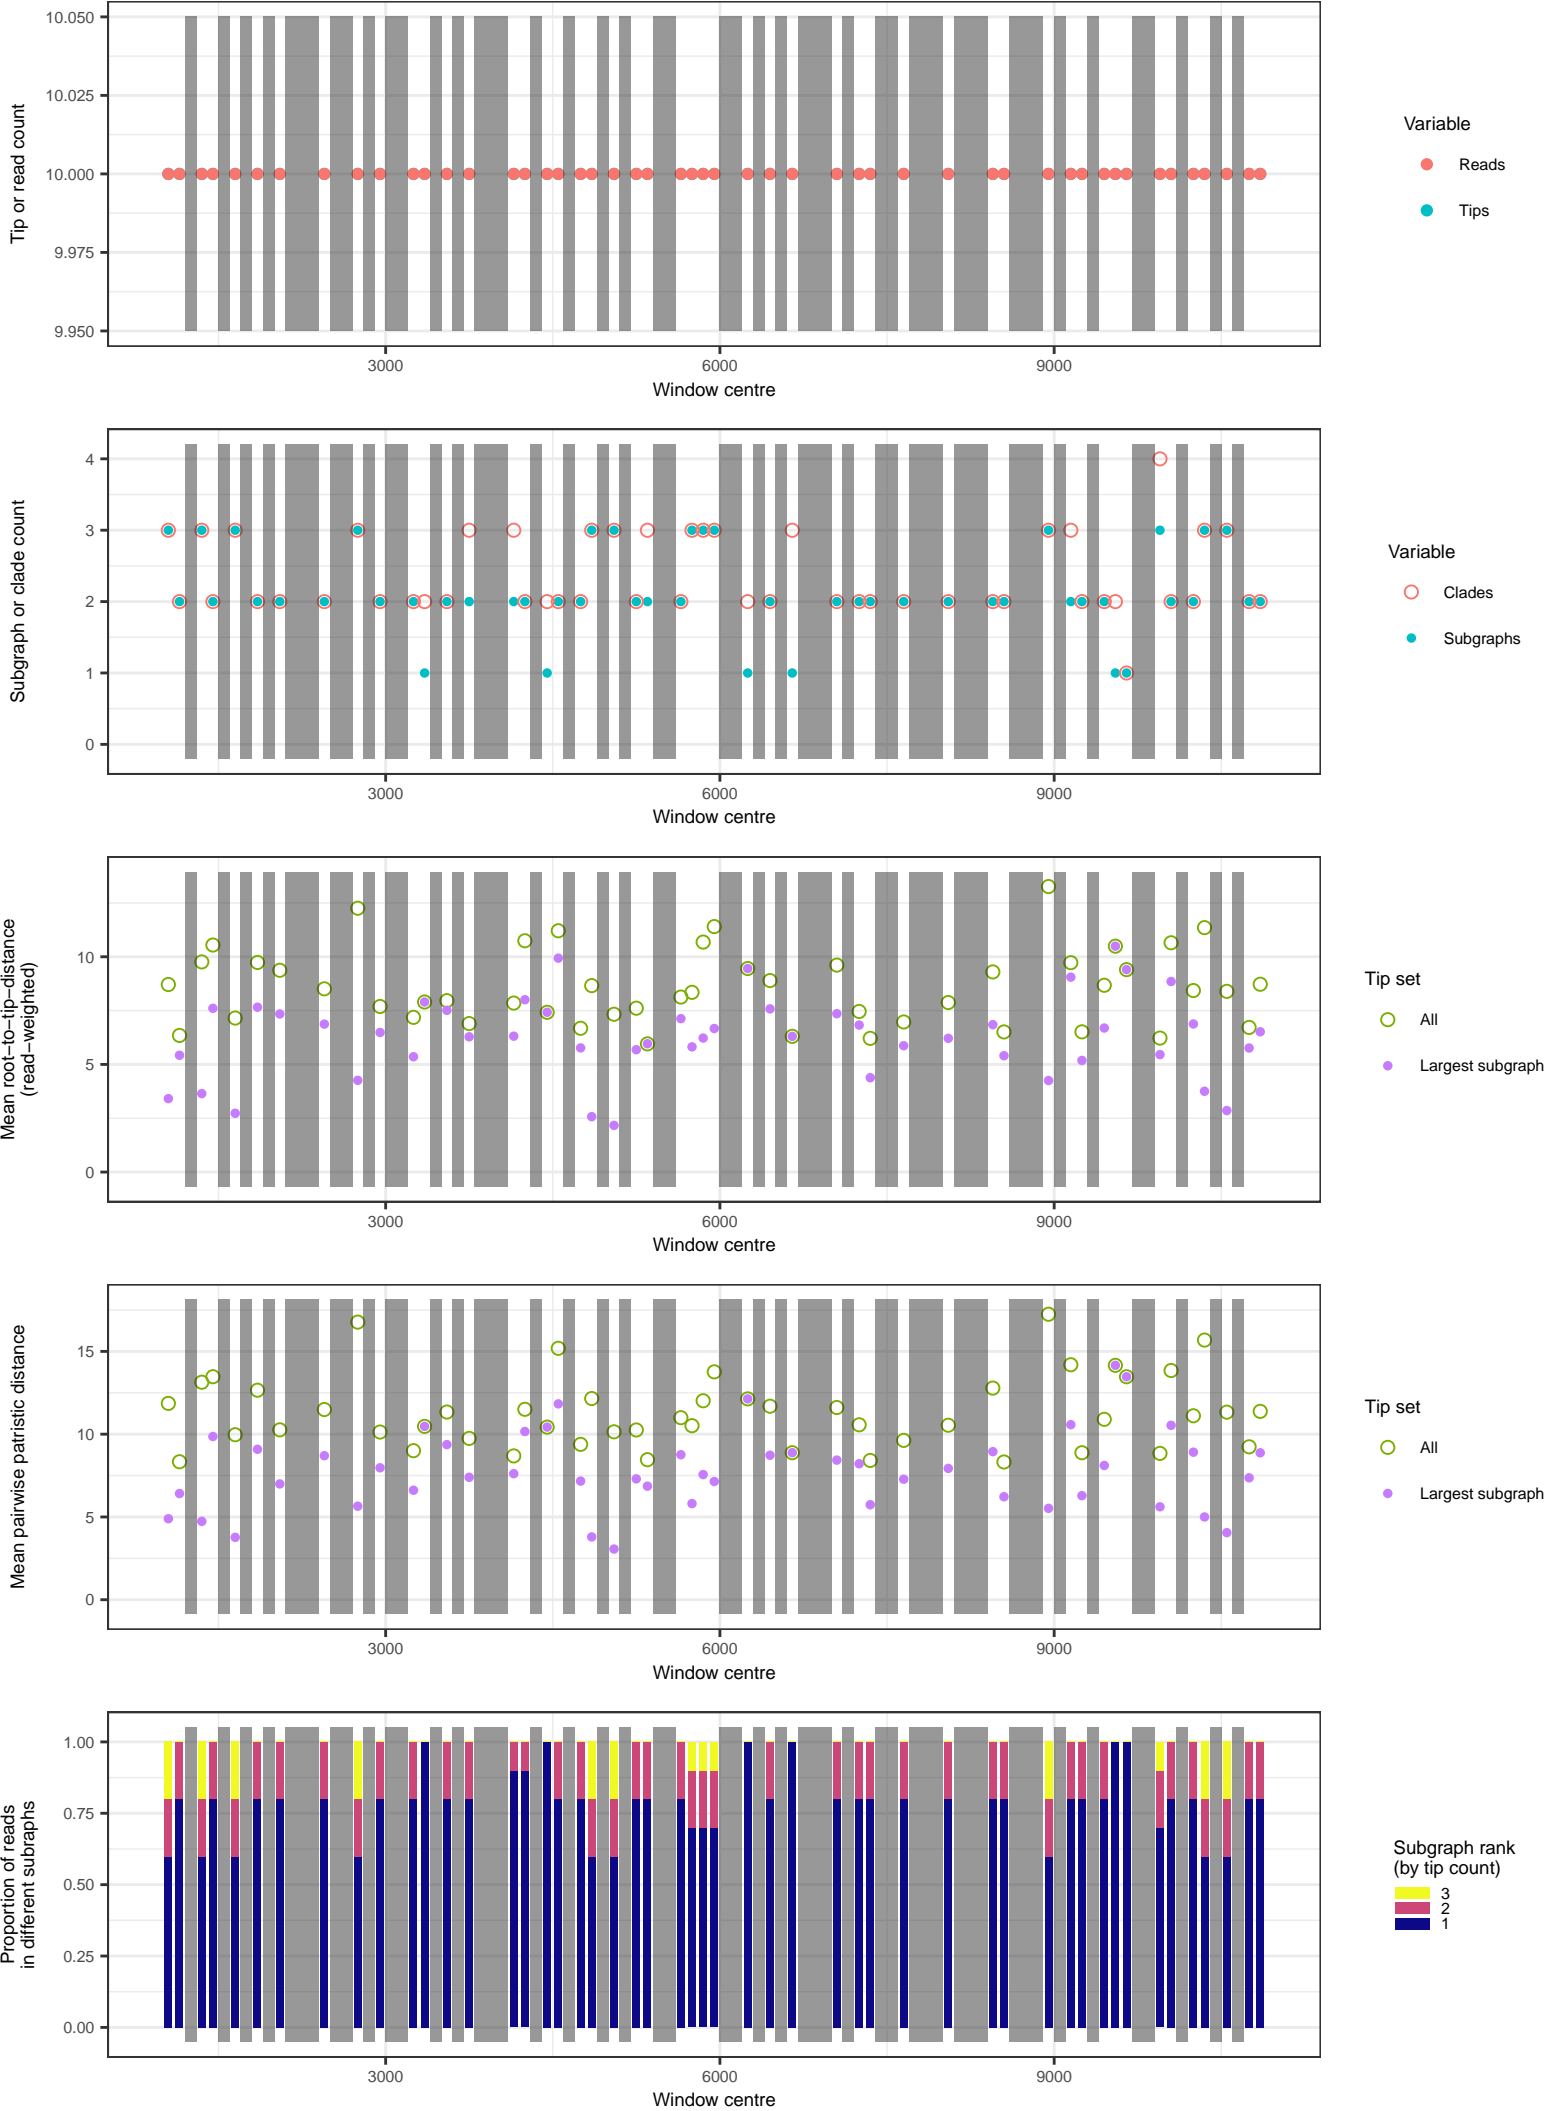 10.050
10.025
10.000
9.975
9.950
Tip or read count
3000
6000
9000
Window centre
Variable
Reads
Tips
4
3
2
1
0
Subgraph or clade count
3000
6000
9000
Window centre
Variable
Clades
Subgraphs
10
5
0
Mean root−to−tip−distance
(read−weighted)
3000
6000
9000
Window centre
Tip set
All
Largest subgraph
15
10
5
0
Mean pairwise patristic distance
3000
6000
9000
Window centre
Tip set
All
Largest subgraph
1.00
0.75
0.50
0.25
0.00
Proportion of reads
in different subraphs
3000
6000
9000
Window centre
Subgraph rank
(by tip count)
3
2
1